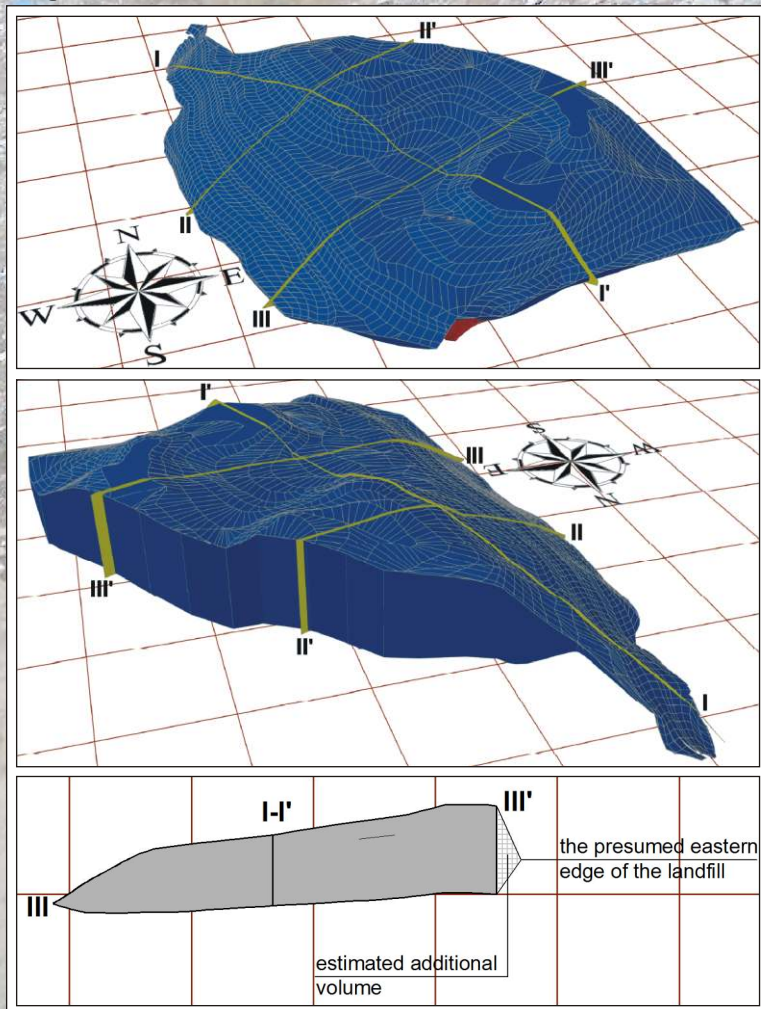 I
II'
III'
II
N
E
W
III
S
I'
I'
III
S
W
E
N
II
III'
II'
I
I-I'
III'
the presumed eastern
edge of the landfill
III
estimated additional
volume